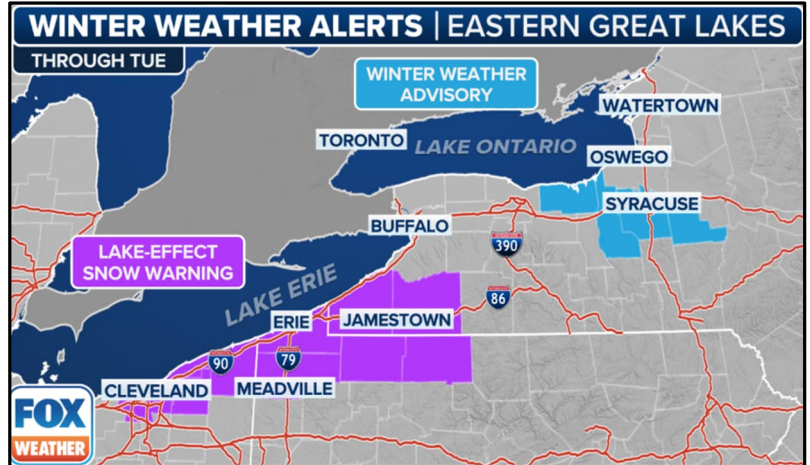 WINTER WEATHER ALERTS | EASTERN GREAT LAKES
THROUGH TUE
WINTER WEATHER
ADVISORY
WATERTOWN
TORONTO
LAKE ONTARIO
OSWEGO
SYRACUSE
BUFFALO
390
LAKE-EFFECT
SNOW WARNING
LAKE ERIE
86
ERIE
JAMESTOWN
90
79
CLEVELAND
MEADVILLE
FOX
WEATHER